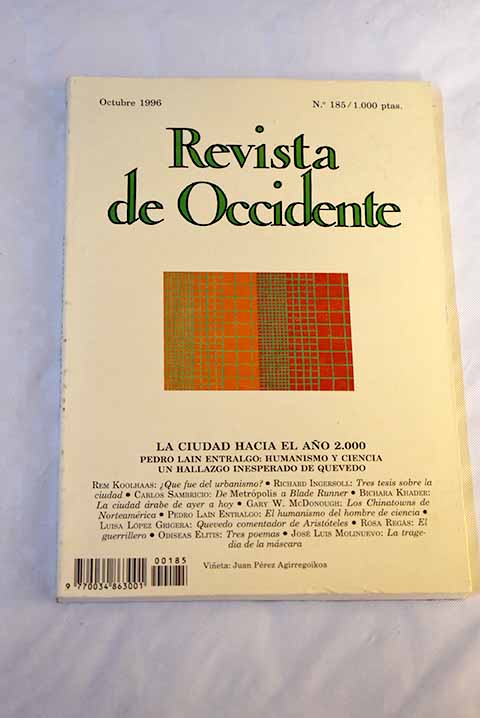 Octubre 1996 N.º 185/1.000 ptas.
Revista
de Occidente
LA CIUDAD HACIA EL AÑO 2.000
PEDRO LAIN ENTRALGO: HUMANISMO Y CIENCIA
UN HALLAZGO INESPERADO DE QUEVEDO
REM KOOLHAAS: ¿Que fue del urbanismo? ● RICHARD INGERSOLL: Tres tesis sobre la
ciudad ● CARLOS SAMBRICIO: De Metrópolis a Blade Runner ● BICHARA KHADER:
La ciudad árabe de ayer a hoy ● GARY W. MCDONOUGH: Los Chinatowns de
Norteamérica ● PEDRO LAIN ENTRALGO: El humanismo del hombre de ciencia ●
LUISA LÓPEZ GRIGERA: Quevedo comentador de Aristóteles ● ROSA REGAS: El
guerrillero ● ODISEAS ELITIS: Tres poemas ● JOSÉ LUIS MOLINUEVO: La trage-
dia de la máscara
00185
9 770034 863001
Viñeta: Juan Pérez Agirregoikoa